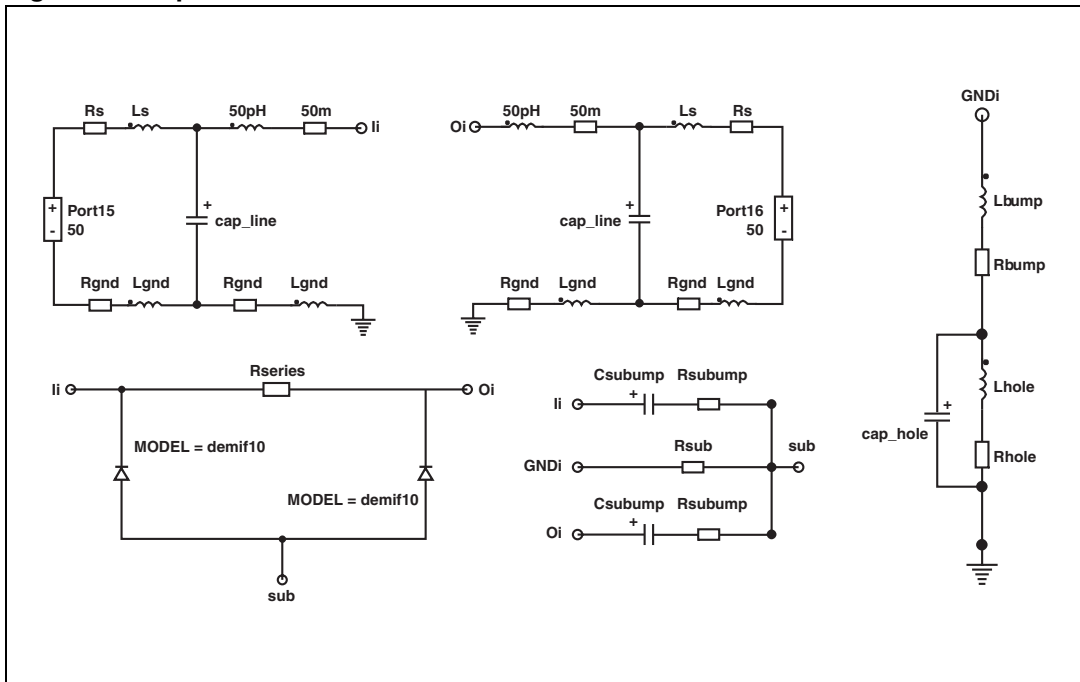 Rs Ls 50pH 50m Ii
+
Port15
50
-
+
cap_line
Rgnd Lgnd Rgnd Lgnd
Oi 50pH 50m Ls Rs
+
cap_line
+
Port16
50
-
Rgnd Lgnd Rgnd Lgnd
GNDi
Lbump
Rbump
Lhole
+
cap_hole
Rhole
Ii Rseries Oi
MODEL = demif10
MODEL = demif10
sub
Csubump Rsubump
Ii +
Rsub sub
GNDi
Csubump Rsubump
Oi +